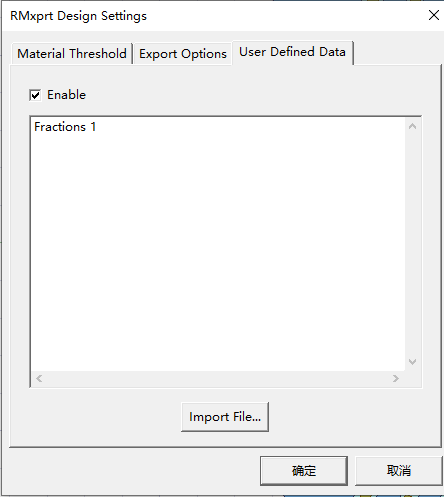 RMxprt Design Settings
Material Threshold
Export Options
User Defined Data
Enable
Fractions 1
Import File...
确定
取消